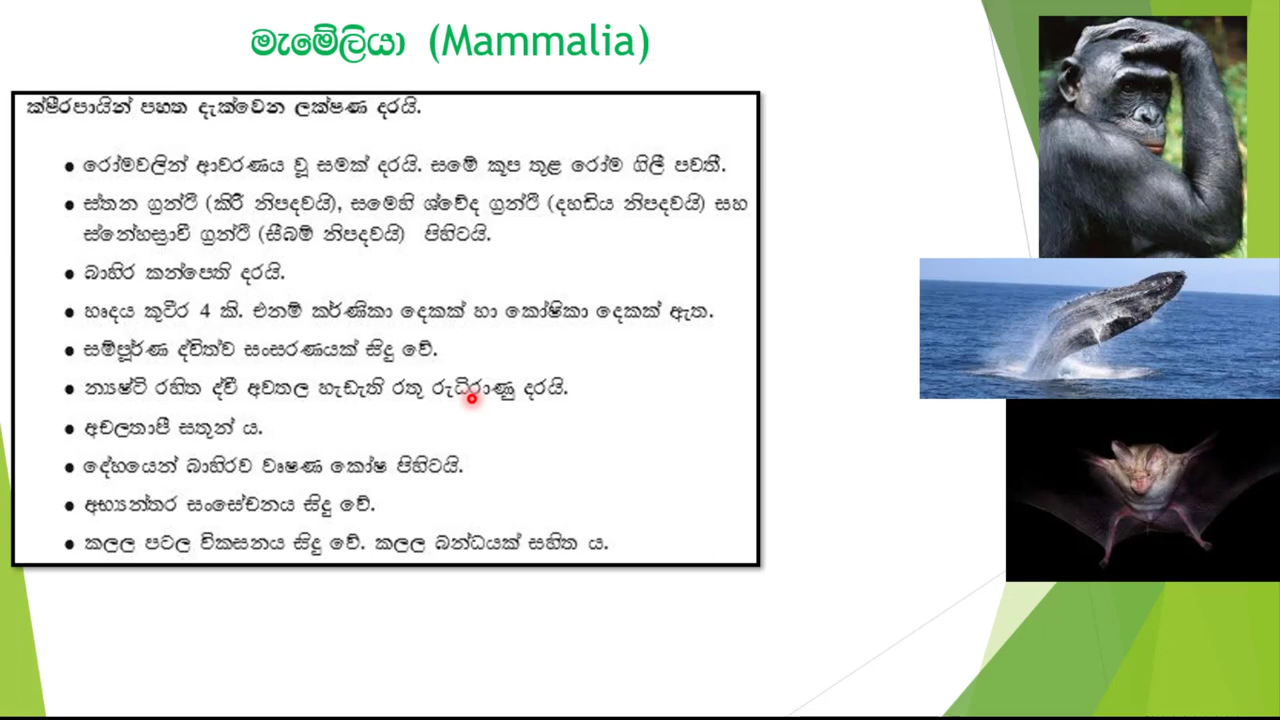 මැමේලියා (Mammalia)
ක්ෂීරපායින් පහත දැක්වෙන ලක්ෂණ දරයි.
• රෝමවලින් ආවරණය වූ සමක් දරයි. සමේ කූප තුළ රෝම ගිලී පවතී.
• ස්තන ග්‍රන්ථි (කිරි නිපදවයි), සමෙහි ශ්වේද ග්‍රන්ථි (දහඩිය නිපදවයි) සහ
ස්නේහස්‍රාවී ග්‍රන්ථි (සීබම් නිපදවයි) පිහිටයි.
• බාහිර කන්පෙති දරයි.
• හෘදය කුටීර 4 කි. එනම් කර්ණිකා දෙකක් හා කෝෂිකා දෙකක් ඇත.
• සම්පූර්ණ ද්විත්ව සංසරණයක් සිදු වේ.
• න්‍යෂ්ටි රහිත ද්වී අවතල හැඩැති රතු රුධිරාණු දරයි.
• අචලතාපී සතුන් ය.
• දේහයෙන් බාහිරව වෘෂණ කෝෂ පිහිටයි.
• අභ්‍යන්තර සංසේචනය සිදු වේ.
• කලල පටල විකසනය සිදු වේ. කලල බන්ධයක් සහිත ය.